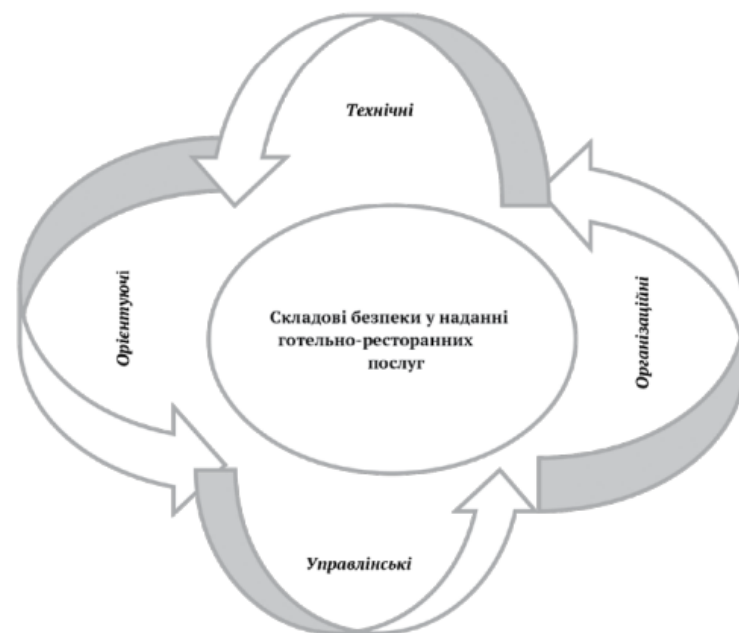 Технічні
Орієнтуючі
Складові безпеки у наданні
готельно-ресторанних
послуг
Організаційні
Управлінські